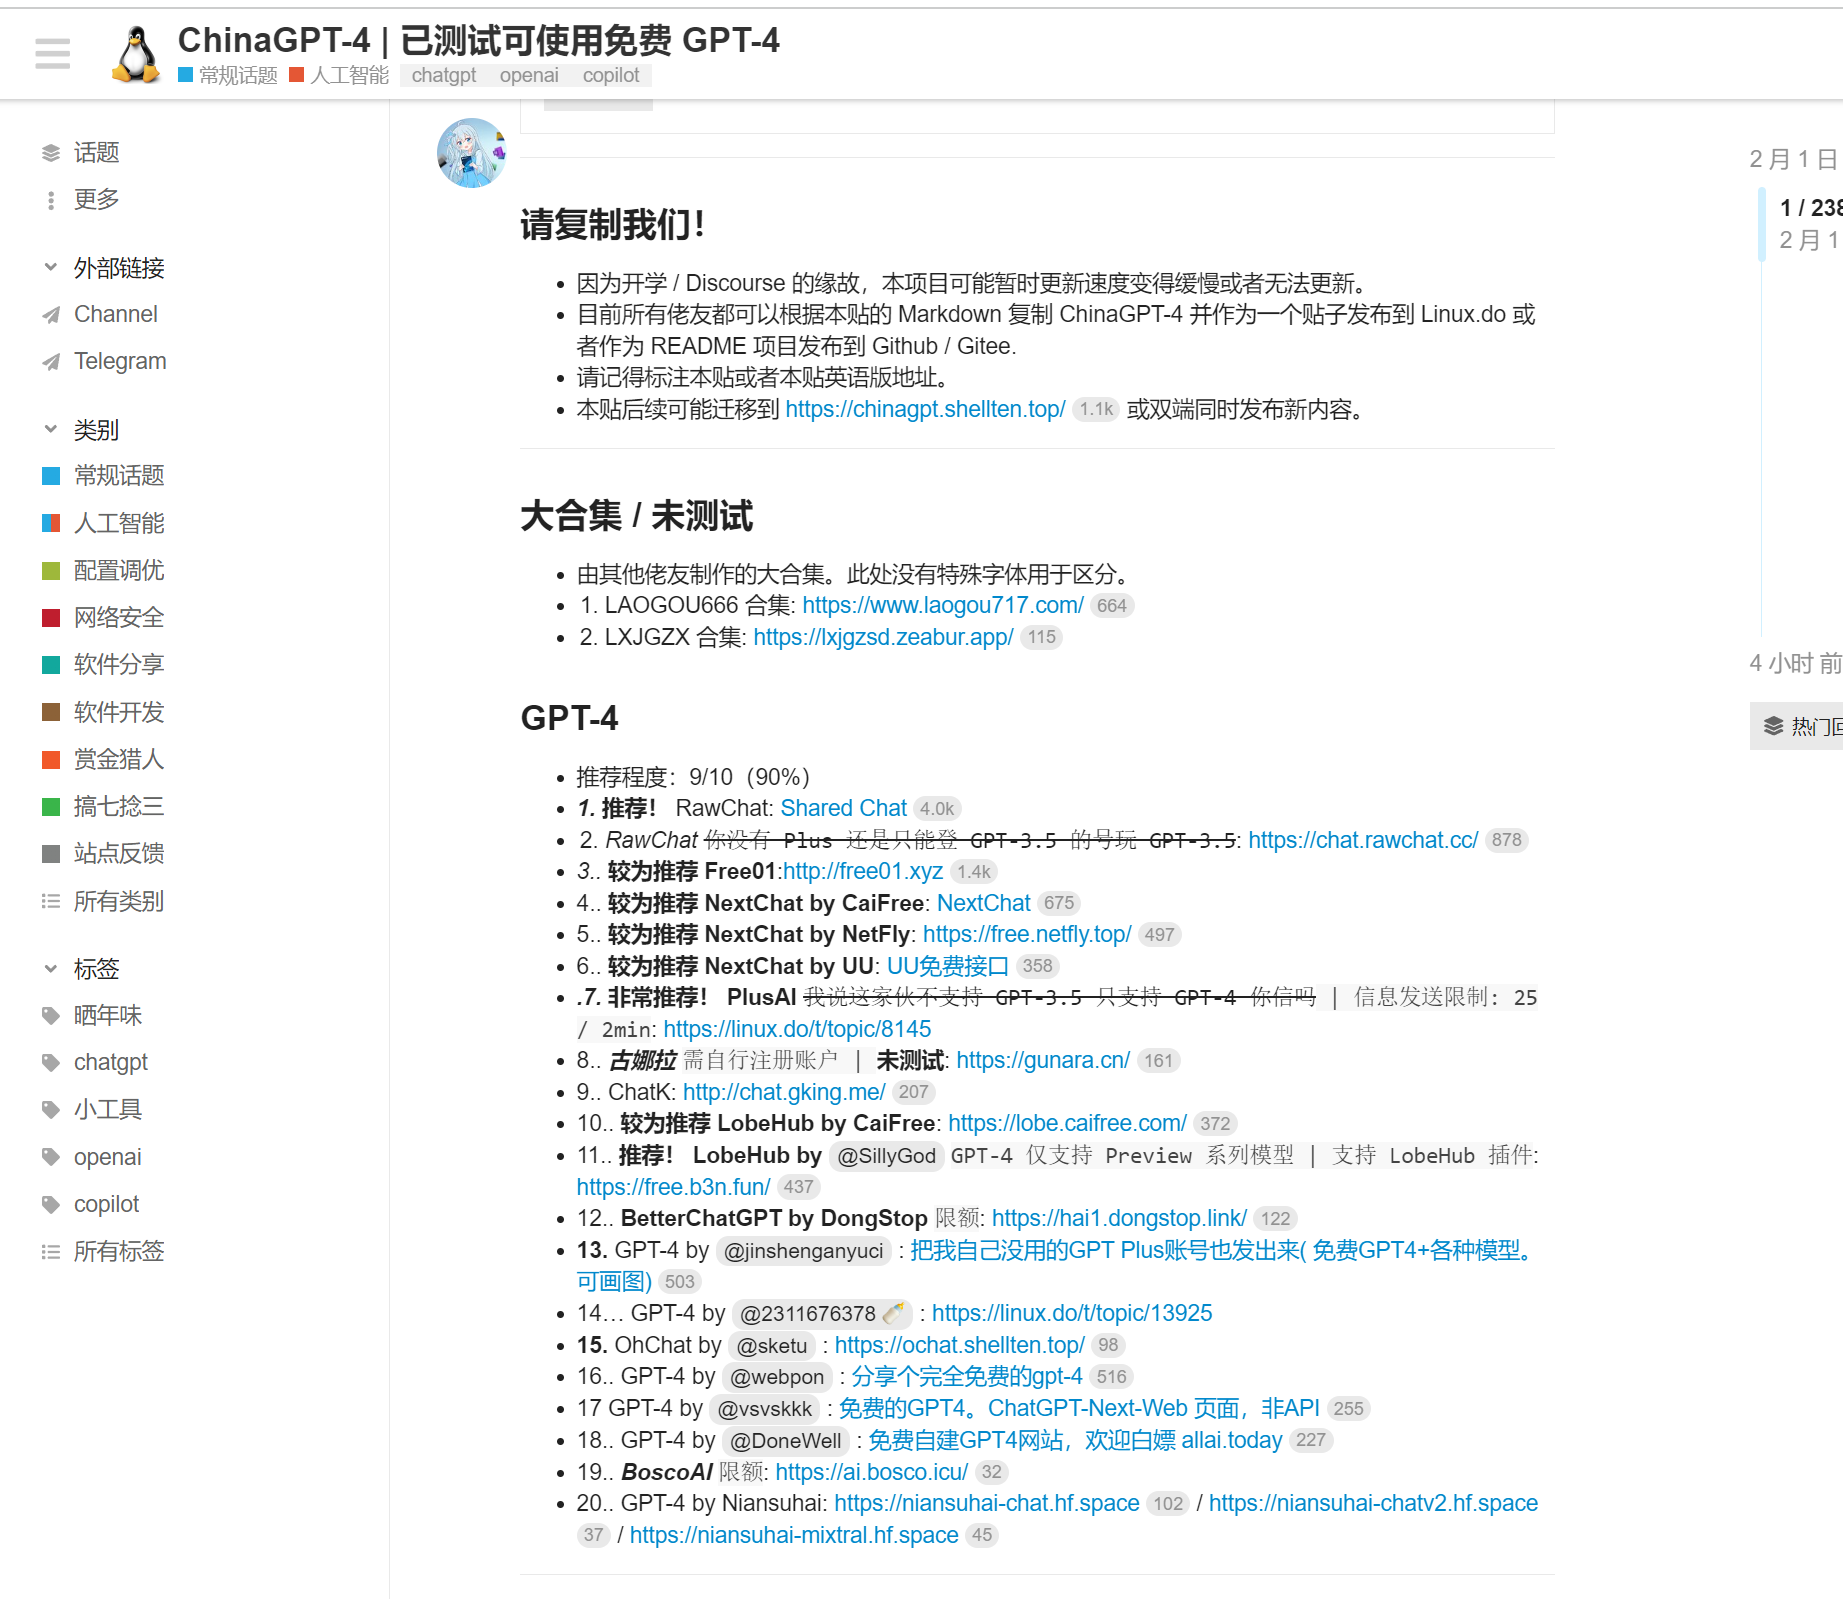 ChinaGPT-4 | 已测试可使用免费 GPT-4
常规话题 人工智能 chatgpt openai copilot
话题
更多
外部链接
Channel
Telegram
类别
常规话题
人工智能
配置调优
网络安全
软件分享
软件开发
赏金猎人
搞七捻三
站点反馈
所有类别
标签
晒年味
chatgpt
小工具
openai
copilot
所有标签
请复制我们！
因为开学 / Discourse 的缘故，本项目可能暂时更新速度变得缓慢或者无法更新。
目前所有佬友都可以根据本贴的 Markdown 复制 ChinaGPT-4 并作为一个贴子发布到 Linux.do 或
者作为 README 项目发布到 Github / Gitee.
请记得标注本贴或者本贴英语版地址。
本贴后续可能迁移到 https://chinagpt.shellten.top/ 1.1k 或双端同时发布新内容。
大合集 / 未测试
由其他佬友制作的大合集。此处没有特殊字体用于区分。
1. LAOGOU666 合集: https://www.laogou717.com/ 664
2. LXJGZX 合集: https://lxjgzsd.zeabur.app/ 115
GPT-4
推荐程度：9/10（90%）
1. 推荐！ RawChat: Shared Chat 4.0k
2. RawChat 你没有 Plus 还是只能登 GPT-3.5 的号玩 GPT-3.5: https://chat.rawchat.cc/ 878
3.. 较为推荐 Free01:http://free01.xyz 1.4k
4.. 较为推荐 NextChat by CaiFree: NextChat 675
5.. 较为推荐 NextChat by NetFly: https://free.netfly.top/ 497
6.. 较为推荐 NextChat by UU: UU免费接口 358
.7. 非常推荐！ PlusAI 我说这家伙不支持 GPT-3.5 只支持 GPT-4 你信吗 | 信息发送限制: 25
/ 2min: https://linux.do/t/topic/8145
8.. 古娜拉 需自行注册账户 | 未测试: https://gunara.cn/ 161
9.. ChatK: http://chat.gking.me/ 207
10.. 较为推荐 LobeHub by CaiFree: https://lobe.caifree.com/ 372
11.. 推荐！ LobeHub by @SillyGod GPT-4 仅支持 Preview 系列模型 | 支持 LobeHub 插件:
https://free.b3n.fun/ 437
12.. BetterChatGPT by DongStop 限额: https://hai1.dongstop.link/ 122
13. GPT-4 by @jinshenganyuci : 把我自己没用的GPT Plus账号也发出来( 免费GPT4+各种模型。
可画图) 503
14… GPT-4 by @2311676378 : https://linux.do/t/topic/13925
15. OhChat by @sketu : https://ochat.shellten.top/ 98
16.. GPT-4 by @webpon : 分享个完全免费的gpt-4 516
17 GPT-4 by @vsvskkk : 免费的GPT4。ChatGPT-Next-Web 页面，非API 255
18.. GPT-4 by @DoneWell : 免费自建GPT4网站，欢迎白嫖 allai.today 227
19.. BoscoAI 限额: https://ai.bosco.icu/ 32
20.. GPT-4 by Niansuhai: https://niansuhai-chat.hf.space 102 / https://niansuhai-chatv2.hf.space
37 / https://niansuhai-mixtral.hf.space 45
2 月 1 日
1 / 238
2 月 1
4 小时 前
热门回